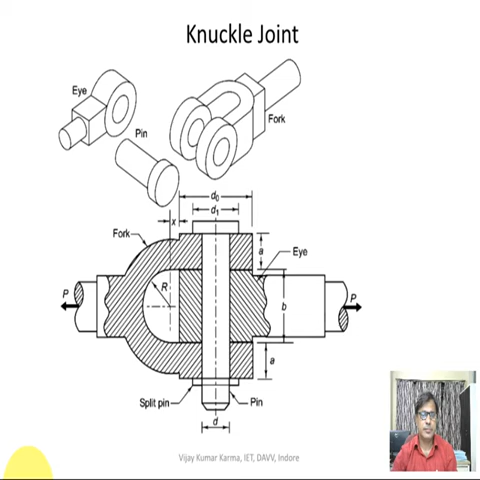 Knuckle Joint
Eye
Pin
Fork
d₀
d₁
x
Fork
a
Eye
R
P
b
P
a
Split pin
Pin
d
Vijay Kumar Karma, IET, DAVV, Indore